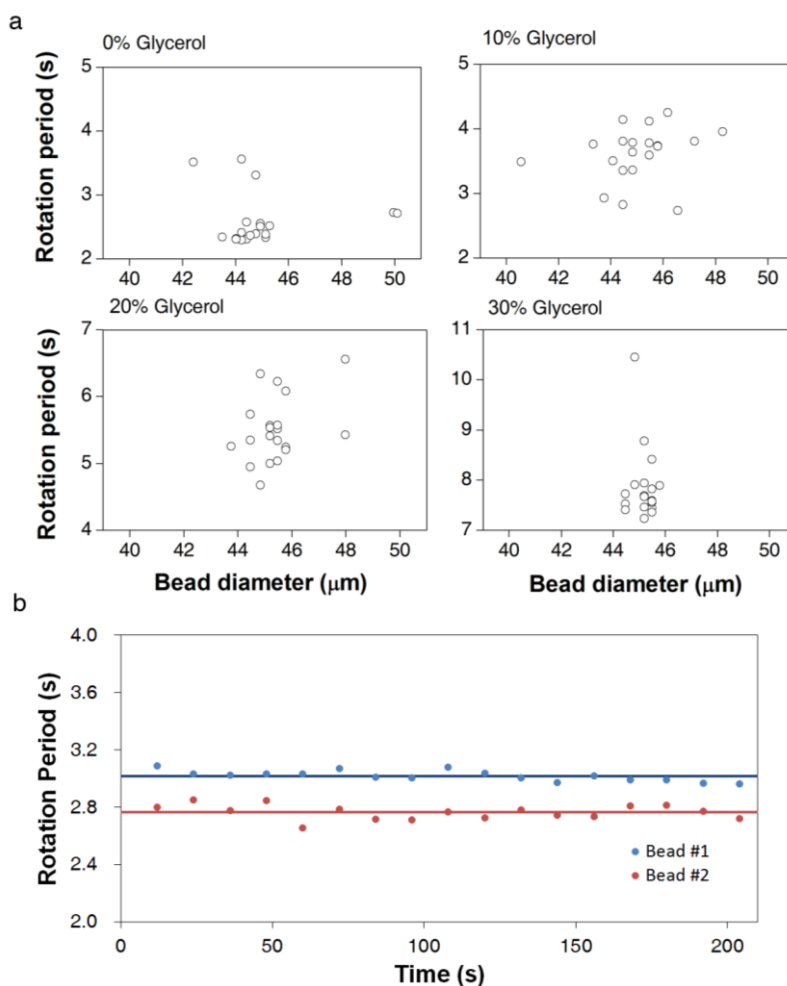 a
0% Glycerol
10% Glycerol
Rotation period (s)
5
4
3
2
40 42 44 46 48 50
5
4
3
2
40 42 44 46 48 50
20% Glycerol
30% Glycerol
Rotation period (s)
7
6
5
4
40 42 44 46 48 50
Bead diameter (μm)
11
10
9
8
7
40 42 44 46 48 50
Bead diameter (μm)
b
Rotation Period (s)
4.0
3.6
3.2
2.8
2.4
2.0
Bead #1
Bead #2
0 50 100 150 200
Time (s)